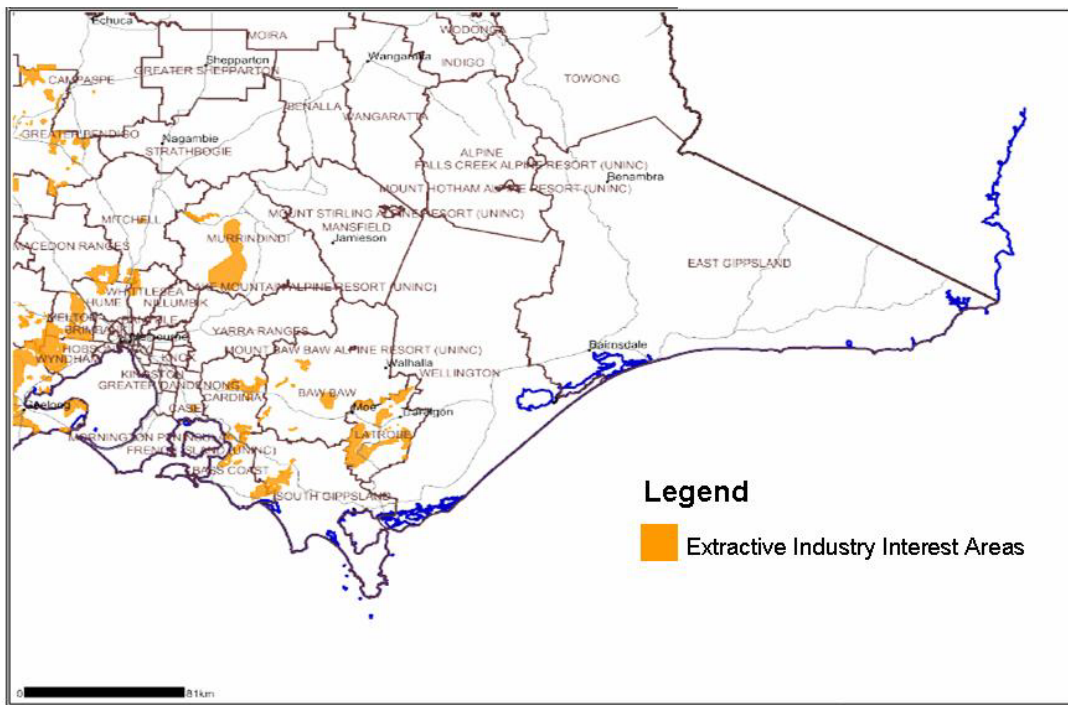 Echuca
MOIRA
WODONGA
Wangaratta
Shepparton
GREATER SHEPPARTON
INDIGO
CAMPASPE
TOWONG
BENALLA
WANGARATTA
GREATER BENDIGO
Nagambie
STRATHBOGIE
ALPINE
FALLS CREEK ALPINE RESORT (UNINC)
Benambra
MOUNT HOTHAM ALPINE RESORT (UNINC)
MITCHELL
MOUNT STIRLING ALPINE RESORT (UNINC)
MANSFIELD
MURRINDINDI
Jamieson
MACEDON RANGES
EAST GIPPSLAND
LAKE MOUNTAIN ALPINE RESORT (UNINC)
WHITTLESEA
HUME
NILLUMBIK
MELTON
YARRA RANGES
Melbourne
MOUNT BAW BAW ALPINE RESORT (UNINC)
Bairnsdale
WYNDHAM
KNOX
Walhalla
WELLINGTON
KINGSTON
GREATER DANDENONG
CARDINIA
BAW BAW
CASEY
Geelong
Moe
Traralgon
LATROBE
MORNINGTON PENINSULA
FRENCH ISLAND (UNINC)
BASS COAST
SOUTH GIPPSLAND
Legend
Extractive Industry Interest Areas
0 81km